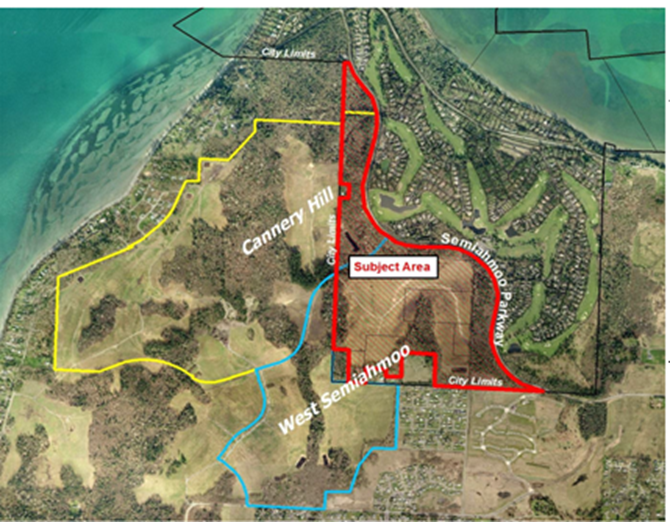 City Limits
Cannery Hill
City Limits
Semiahmoo Parkway
Subject Area
West Semiahmoo
City Limits